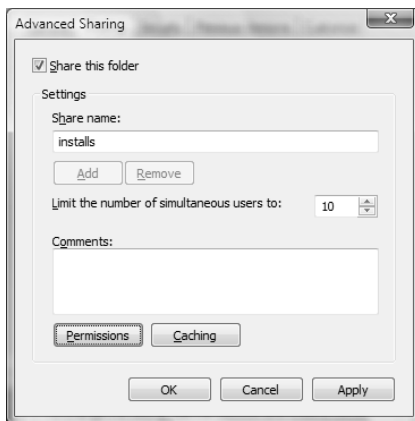 Advanced Sharing
Share this folder
Settings
Share name:
installs
Add Remove
Limit the number of simultaneous users to: 10
Comments:
Permissions Caching
OK Cancel Apply